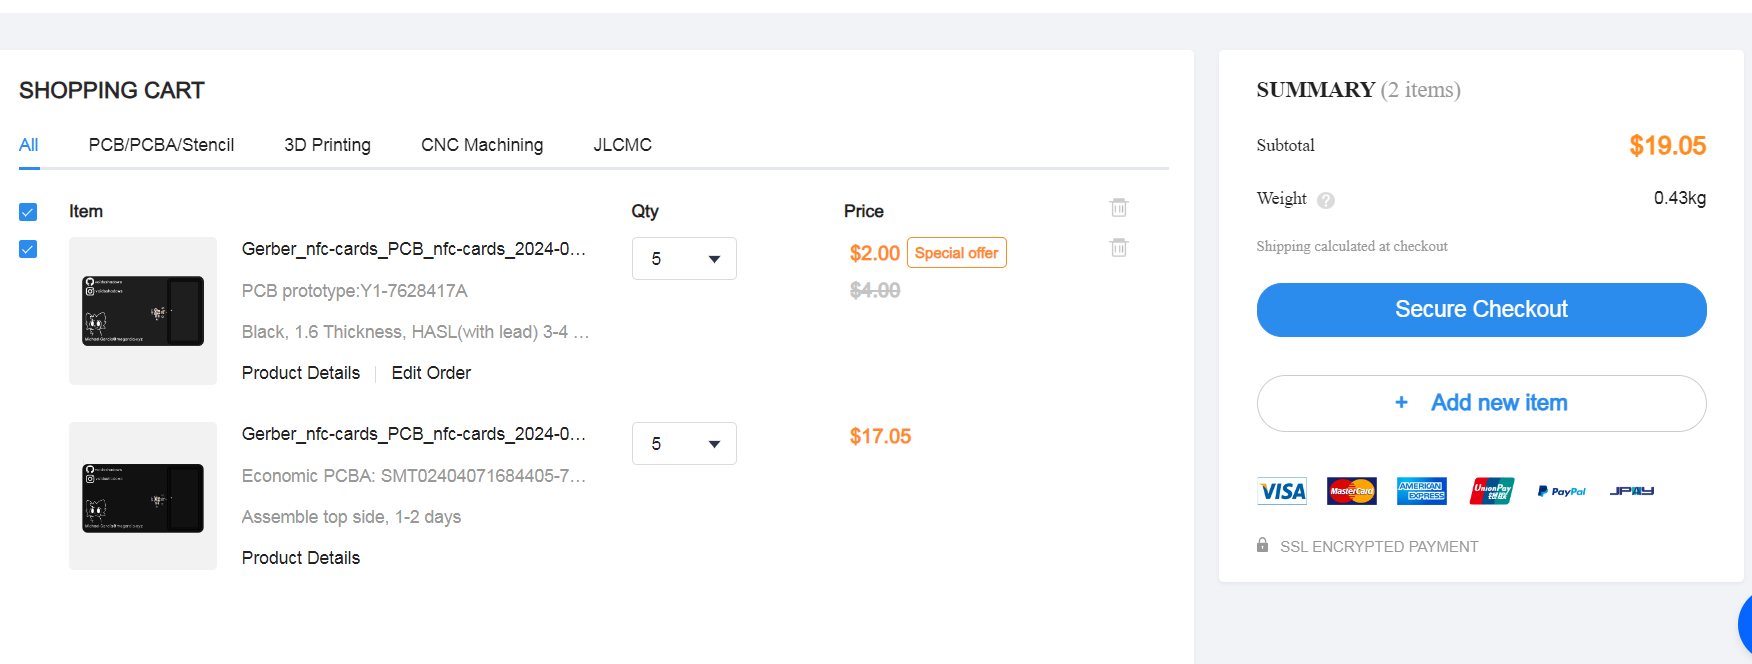 SHOPPING CART
All PCB/PCBA/Stencil 3D Printing CNC Machining JLCMC
Item Qty Price
Gerber_nfc-cards_PCB_nfc-cards_2024-0... 5 $2.00 Special offer
PCB prototype:Y1-7628417A $4.00
Black, 1.6 Thickness, HASL(with lead) 3-4 ...
Product Details Edit Order
Gerber_nfc-cards_PCB_nfc-cards_2024-0... 5 $17.05
Economic PCBA: SMT02404071684405-7...
Assemble top side, 1-2 days
Product Details
SUMMARY (2 items)
Subtotal $19.05
Weight ? 0.43kg
Shipping calculated at checkout
Secure Checkout
+ Add new item
VISA MasterCard AMERICAN EXPRESS UnionPay 银联 PayPal JPAY
SSL ENCRYPTED PAYMENT